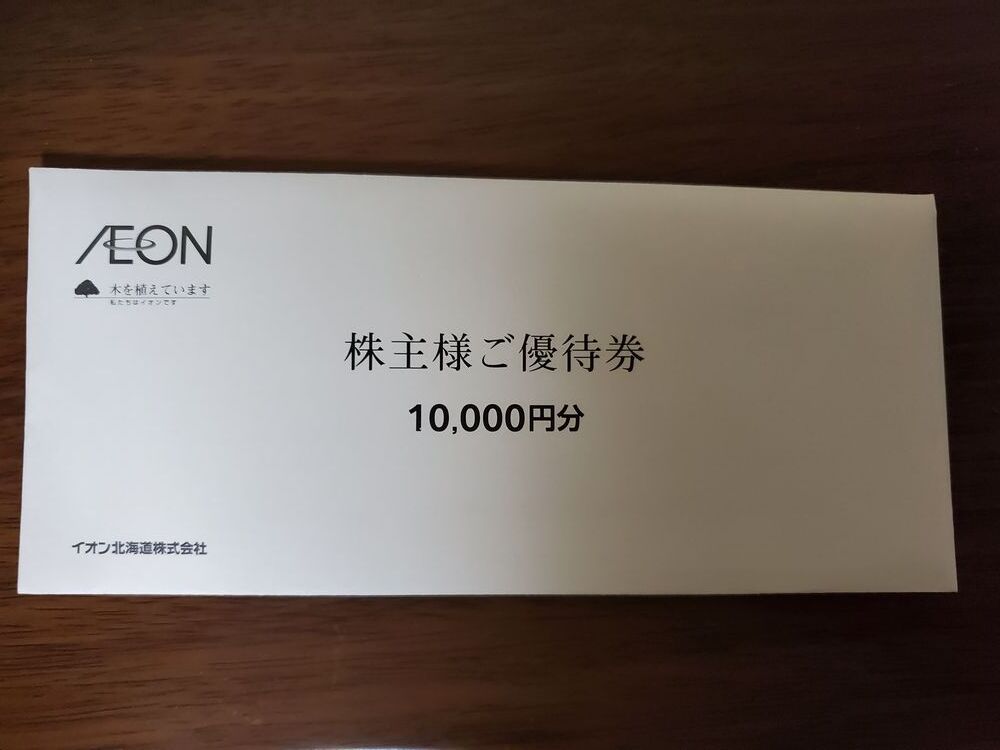 ÆON
木を植えています
私たちはイオンです
株主様ご優待券
10,000円分
イオン北海道株式会社